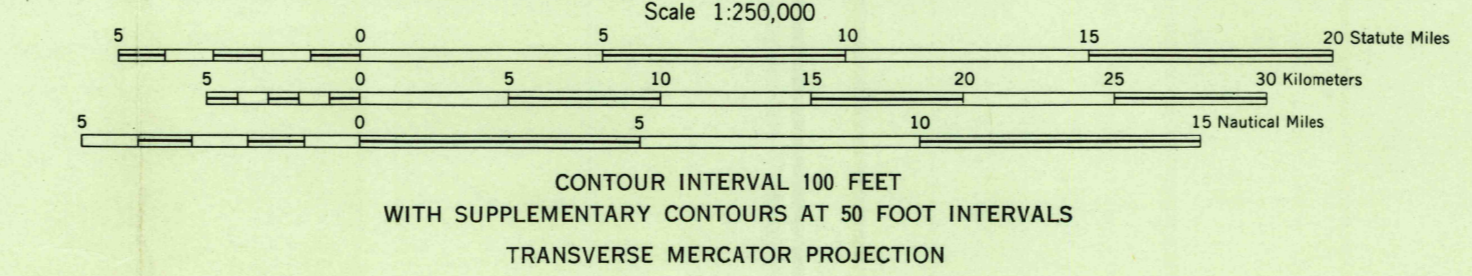 Scale 1:250,000
5 0 5 10 15 20 Statute Miles
5 0 5 10 15 20 25 30 Kilometers
5 0 5 10 15 Nautical Miles
CONTOUR INTERVAL 100 FEET
WITH SUPPLEMENTARY CONTOURS AT 50 FOOT INTERVALS
TRANSVERSE MERCATOR PROJECTION